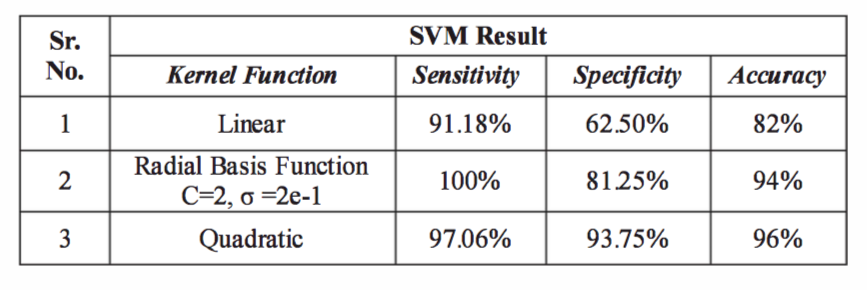 Sr. No.
SVM Result
Kernel Function Sensitivity Specificity Accuracy
1 Linear 91.18% 62.50% 82%
2 Radial Basis Function C=2, σ =2e-1 100% 81.25% 94%
3 Quadratic 97.06% 93.75% 96%